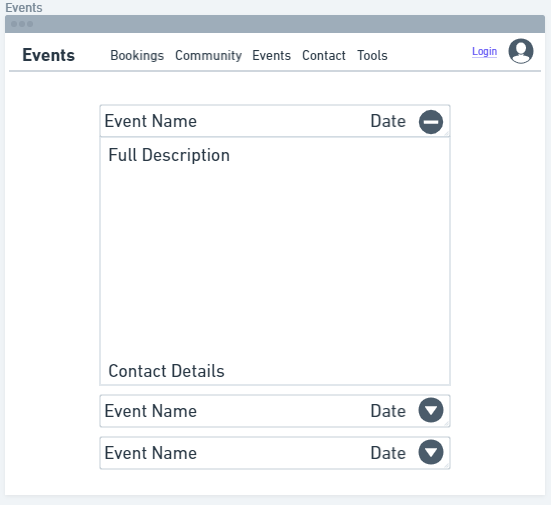 Events
Events Bookings Community Events Contact Tools Login
Event Name Date
Full Description
Contact Details
Event Name Date
Event Name Date